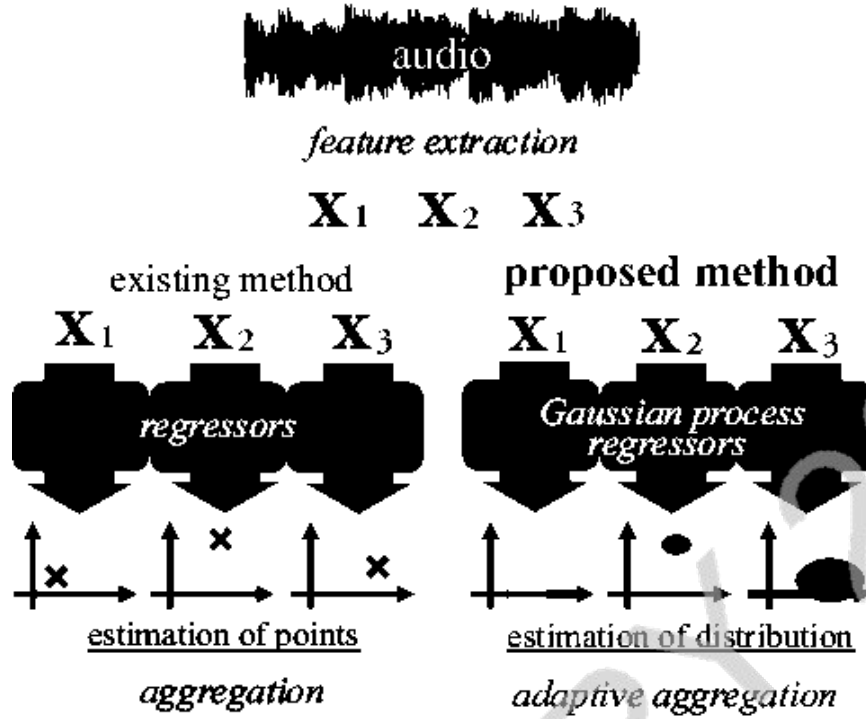 audio
feature extraction
X1 X2 X3
existing method
proposed method
X1 X2 X3
X1 X2 X3
regressors
Gaussian process
regressors
estimation of points
estimation of distribution
aggregation
adaptive aggregation